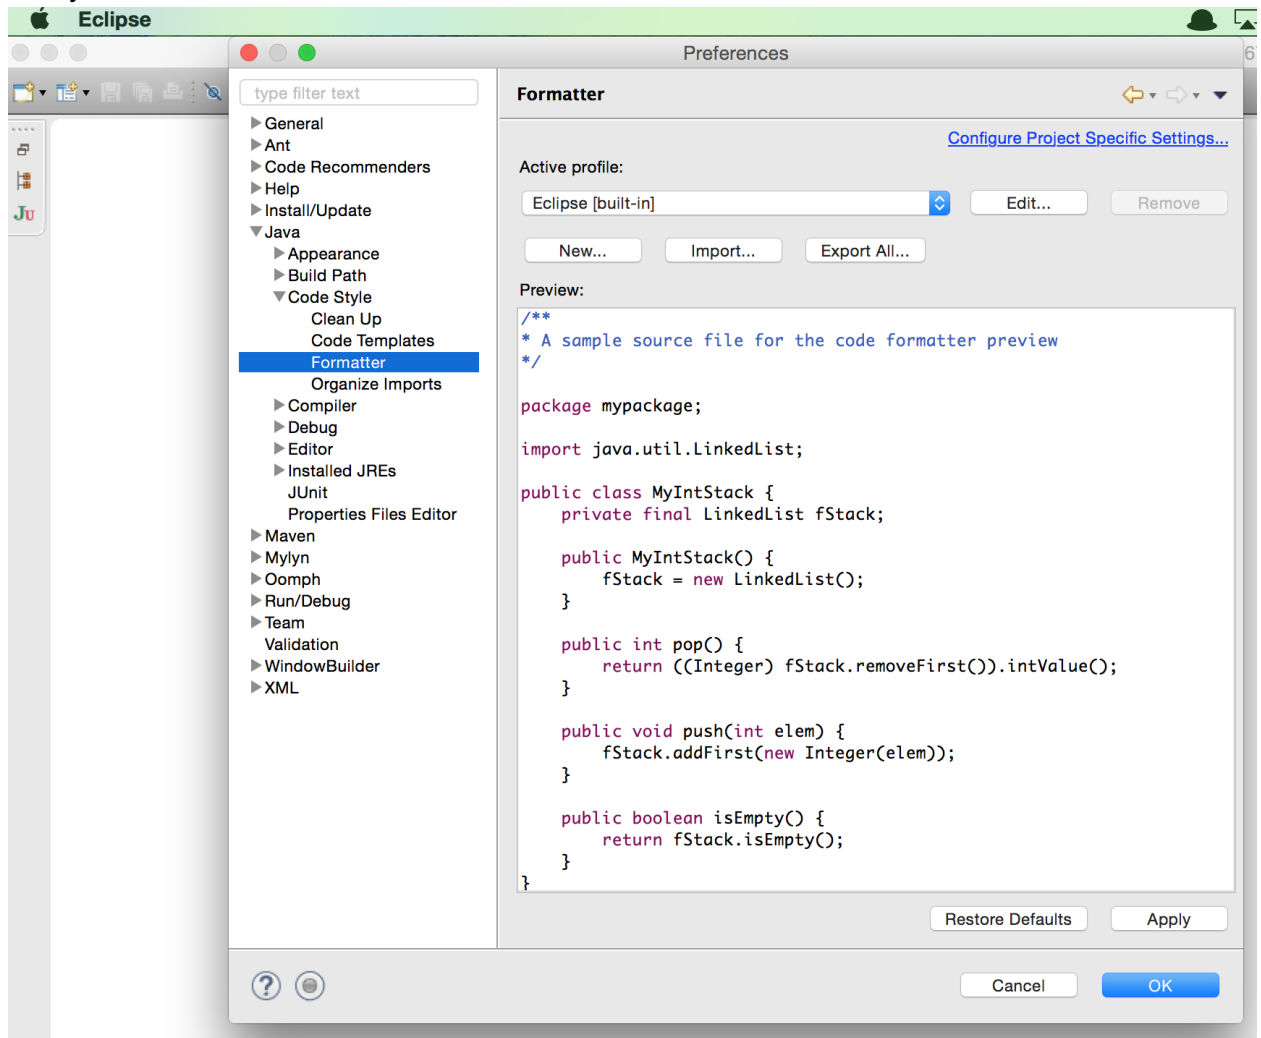 Eclipse
Preferences
type filter text
General
Ant
Code Recommenders
Help
Install/Update
Java
Appearance
Build Path
Code Style
Clean Up
Code Templates
Formatter
Organize Imports
Compiler
Debug
Editor
Installed JREs
JUnit
Properties Files Editor
Maven
Mylyn
Oomph
Run/Debug
Team
Validation
WindowBuilder
XML
Formatter
Configure Project Specific Settings...
Active profile:
Eclipse [built-in]
Edit...
Remove
New...
Import...
Export All...
Preview:
/**
* A sample source file for the code formatter preview
*/
package mypackage;
import java.util.LinkedList;
public class MyIntStack {
private final LinkedList fStack;
public MyIntStack() {
fStack = new LinkedList();
}
public int pop() {
return ((Integer) fStack.removeFirst()).intValue();
}
public void push(int elem) {
fStack.addFirst(new Integer(elem));
}
public boolean isEmpty() {
return fStack.isEmpty();
}
}
Restore Defaults
Apply
?
Cancel
OK
JU